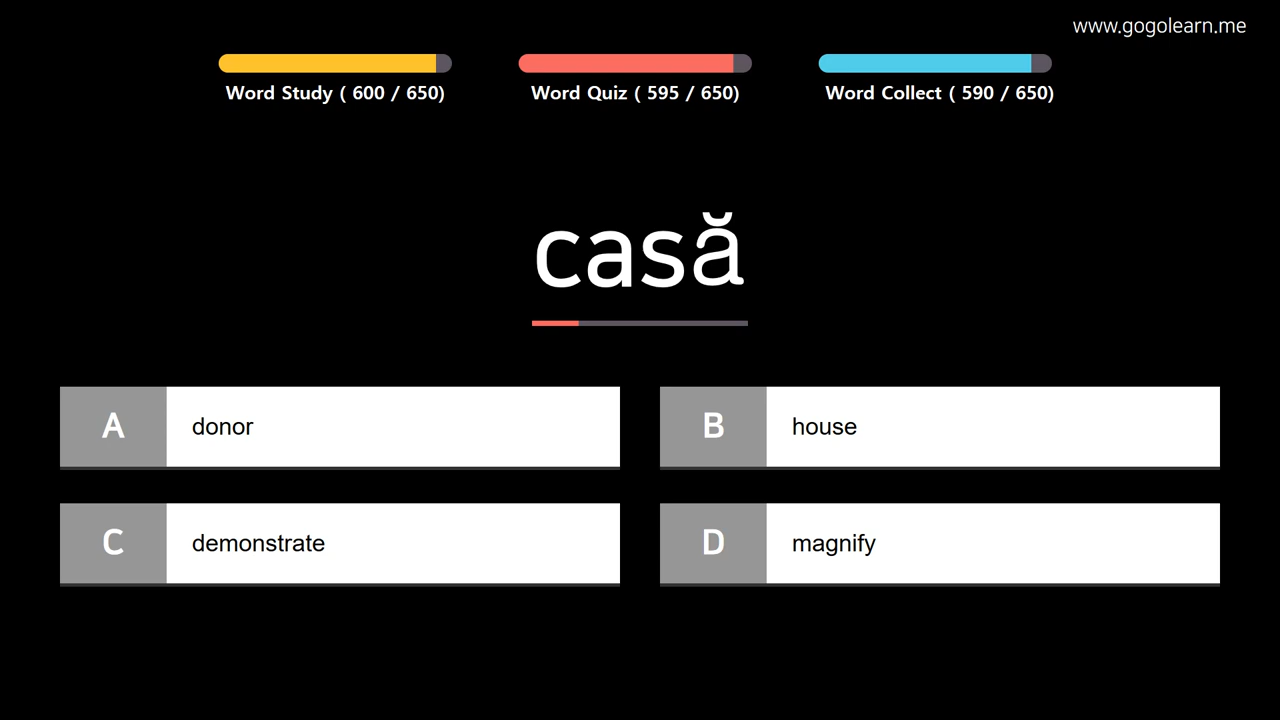 www.gogolearn.me
Word Study ( 600 / 650)
Word Quiz ( 595 / 650)
Word Collect ( 590 / 650)
casă
A
donor
B
house
C
demonstrate
D
magnify